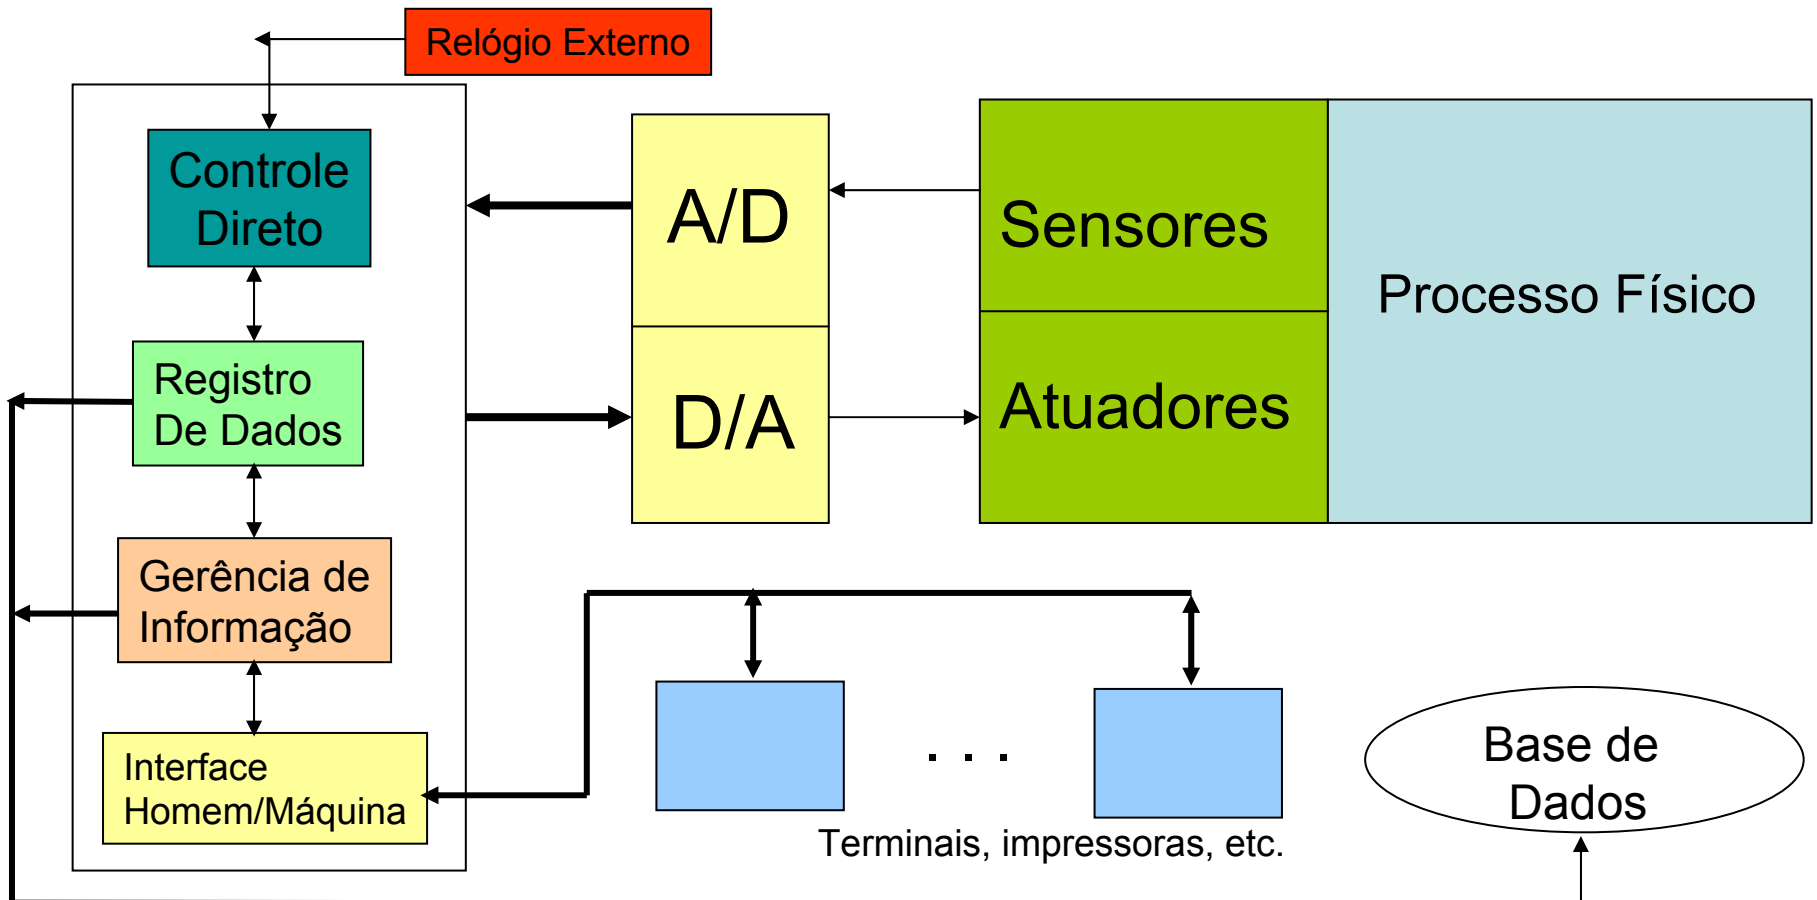 Relógio Externo
Controle
Direto
A/D
Sensores
Processo Físico
Registro
De Dados
D/A
Atuadores
Gerência de
Informação
Interface
Homem/Máquina
. . .
Terminais, impressoras, etc.
Base de
Dados